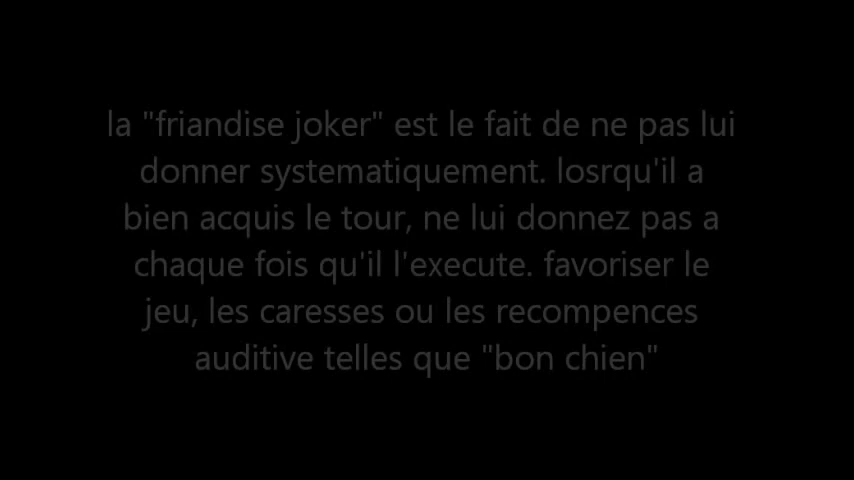 la "friandise joker" est le fait de ne pas lui
donner systematiquement. losrqu'il a
bien acquis le tour, ne lui donnez pas a
chaque fois qu'il l'execute. favoriser le
jeu, les caresses ou les recompences
auditive telles que "bon chien"